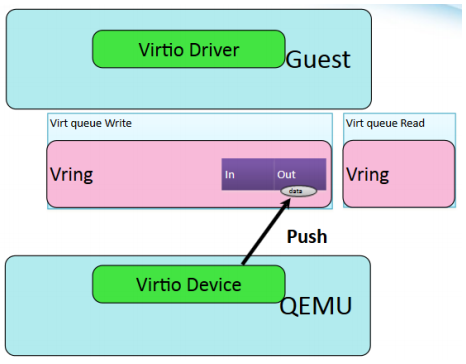 Virtio Driver
Guest
Virt queue Write
Virt queue Read
Vring
In
Out
data
Vring
Push
Virtio Device
QEMU